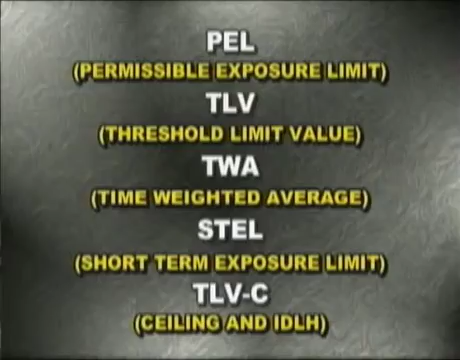 PEL
(PERMISSIBLE EXPOSURE LIMIT)
TLV
(THRESHOLD LIMIT VALUE)
TWA
(TIME WEIGHTED AVERAGE)
STEL
(SHORT TERM EXPOSURE LIMIT)
TLV-C
(CEILING AND IDLH)